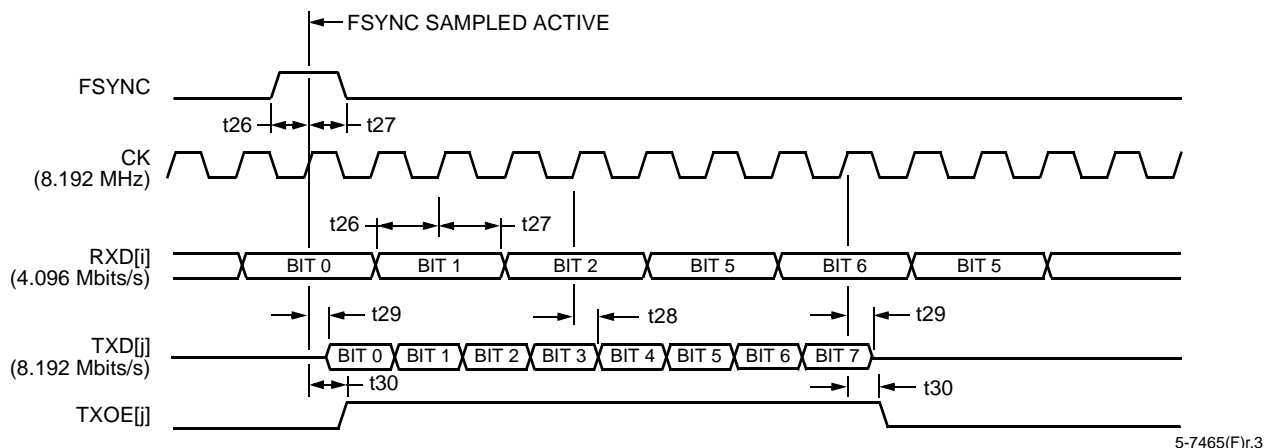 FSYNC SAMPLED ACTIVE
FSYNC
t26 t27
CK
(8.192 MHz)
t26 t27
RXD[i]
(4.096 Mbits/s)
BIT 0 BIT 1 BIT 2 BIT 5 BIT 6 BIT 5
t29 t28 t29
TXD[j]
(8.192 Mbits/s)
BIT 0 BIT 1 BIT 2 BIT 3 BIT 4 BIT 5 BIT 6 BIT 7
t30 t30
TXOE[j]
5-7465(F)r.3